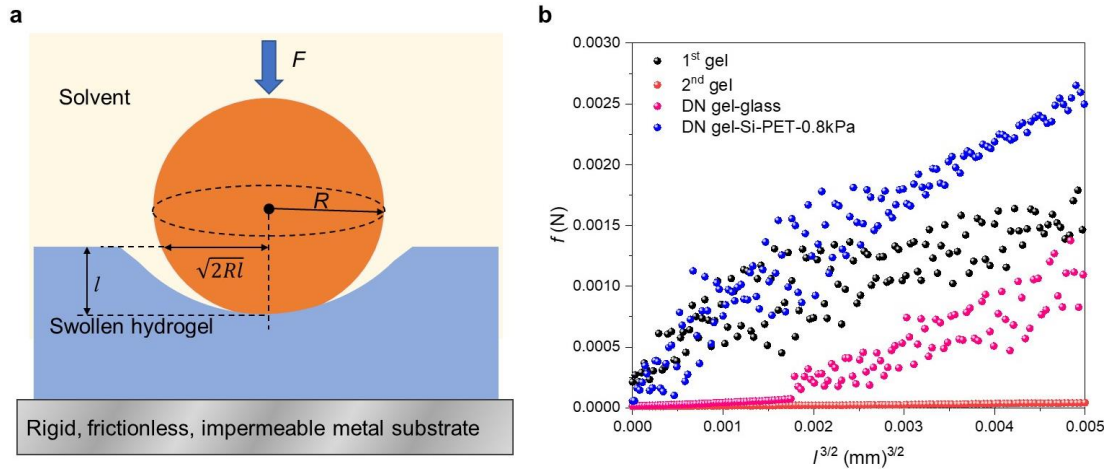 a
F
Solvent
R
√2Rl
l
Swollen hydrogel
Rigid, frictionless, impermeable metal substrate
b
0.0030
0.0025
0.0020
0.0015
0.0010
0.0005
0.0000
f (N)
1st gel
2nd gel
DN gel-glass
DN gel-Si-PET-0.8kPa
0.000 0.001 0.002 0.003 0.004 0.005
l 3/2 (mm)3/2